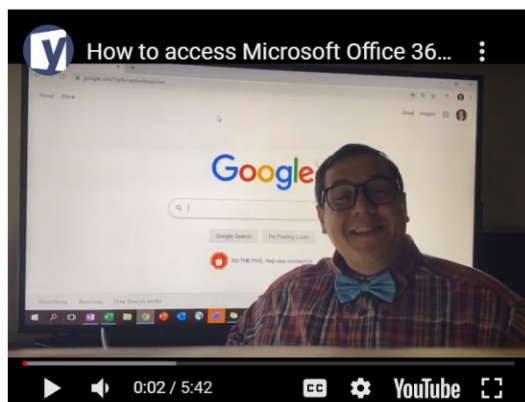 y How to access Microsoft Office 36...
About Store
Gmail Images
Google
Google Search I'm Feeling Lucky
DO THE FIVE. Help stop coronavirus
Advertising Business How Search works
0:02 / 5:42 CC YouTube